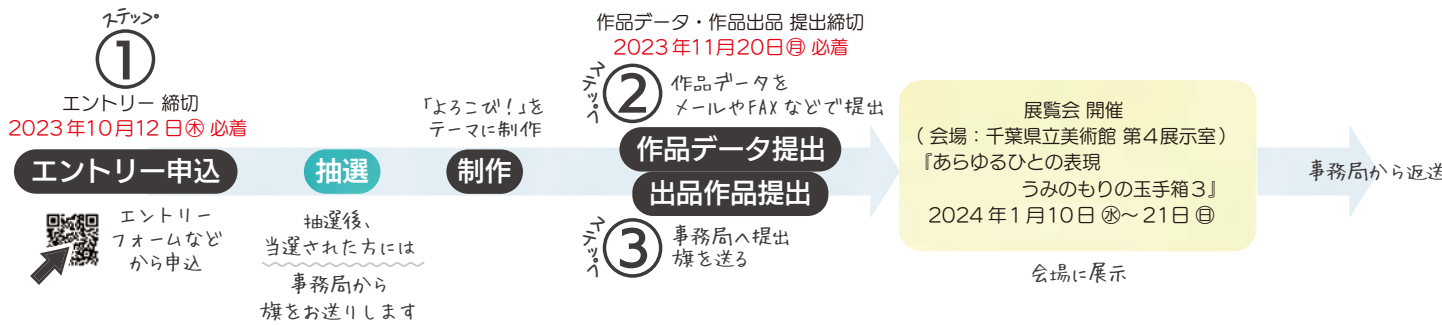 ステップ
①
エントリー 締切
2023年10月12日㊍必着
エントリー申込
エントリー
フォームなど
から申込
抽選
抽選後、
当選された方には
事務局から
旗をお送りします
「よろこび!」を
テーマに制作
制作
作品データ・作品出品 提出締切
2023年11月20日㊊必着
ステップ
②
作品データを
メールやFAXなどで提出
作品データ提出
出品作品提出
ステップ
③
事務局へ提出
旗を送る
展覧会 開催
(会場:千葉県立美術館 第4展示室)
『あらゆるひとの表現
うみのもりの玉手箱3』
2024年1月10日㊌~21日㊐
会場に展示
事務局から返送